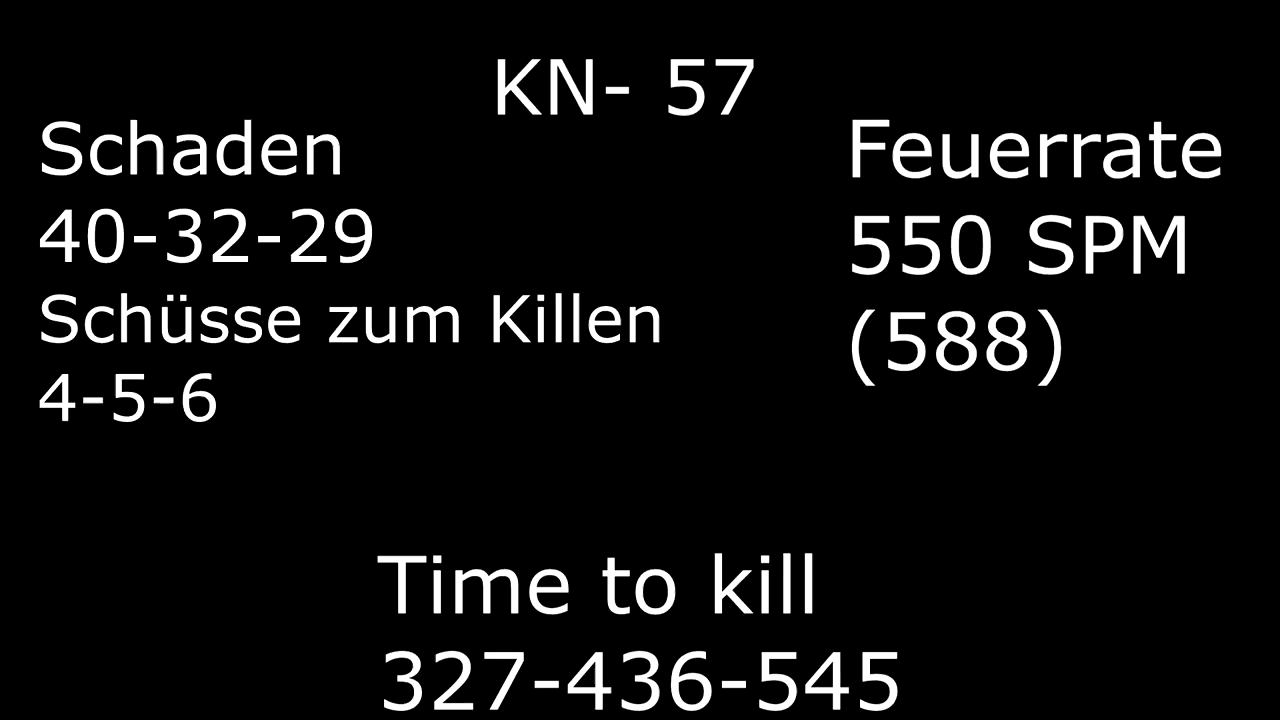 KN- 57
Schaden
40-32-29
Schüsse zum Killen
4-5-6
Feuerrate
550 SPM
(588)
Time to kill
327-436-545